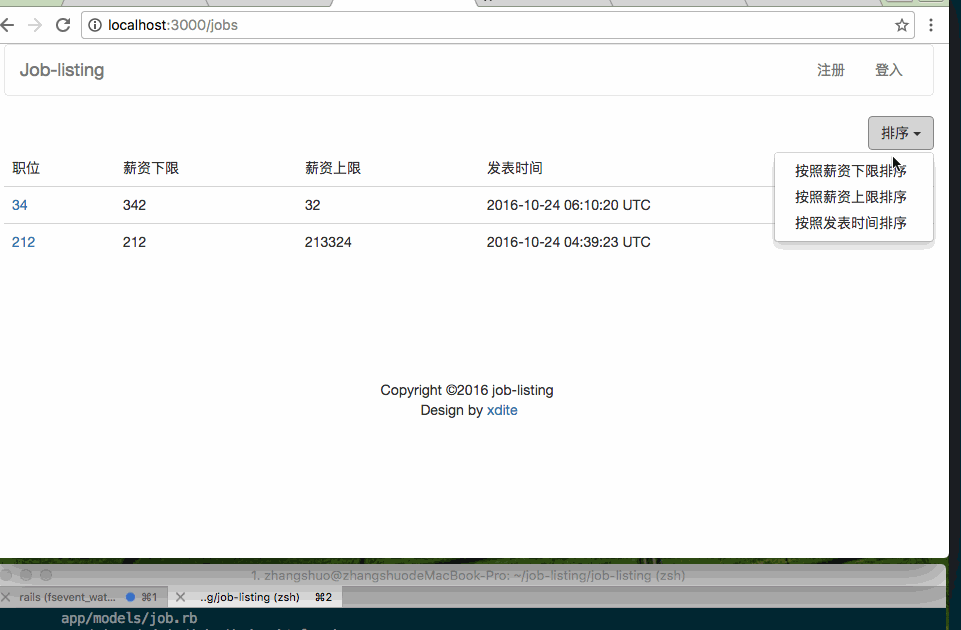 localhost:3000/jobs
Job-listing 注册 登入
排序
职位 薪资下限 薪资上限 发表时间
按照薪资下限排序
34 342 32 2016-10-24 06:10:20 UTC
按照薪资上限排序
按照发表时间排序
212 212 213324 2016-10-24 04:39:23 UTC
Copyright ©2016 job-listing
Design by xdite
1. zhangshuo@zhangshuodeMacBook-Pro: ~/job-listing/job-listing (zsh)
rails (fsevent_wat... ⌘1 ..g/job-listing (zsh) ⌘2
app/models/job.rb